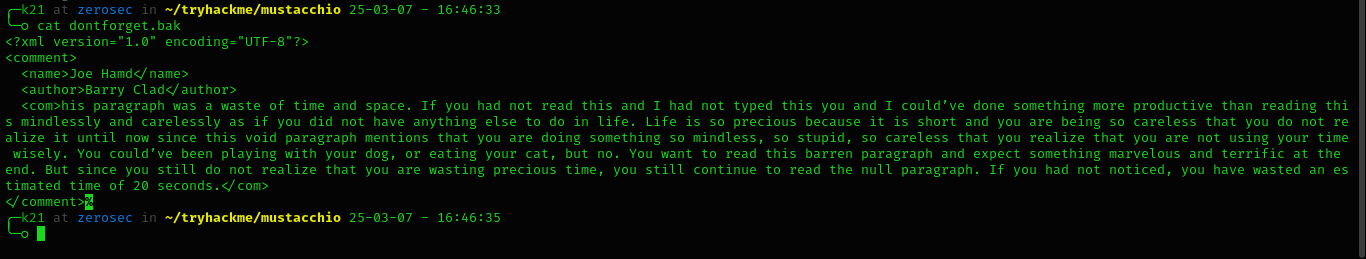 ╭─k21 at zerosec in ~/tryhackme/mustacchio 25-03-07 - 16:46:33
╰─○ cat dontforget.bak
<?xml version="1.0" encoding="UTF-8"?>
<comment>
  <name>Joe Hamd</name>
  <author>Barry Clad</author>
  <com>his paragraph was a waste of time and space. If you had not read this and I had not typed this you and I could’ve done something more productive than reading thi
s mindlessly and carelessly as if you did not have anything else to do in life. Life is so precious because it is short and you are being so careless that you do not re
alize it until now since this void paragraph mentions that you are doing something so mindless, so stupid, so careless that you realize that you are not using your time
 wisely. You could’ve been playing with your dog, or eating your cat, but no. You want to read this barren paragraph and expect something marvelous and terrific at the 
end. But since you still do not realize that you are wasting precious time, you still continue to read the null paragraph. If you had not noticed, you have wasted an es
timated time of 20 seconds.</com>
</comment>%
╭─k21 at zerosec in ~/tryhackme/mustacchio 25-03-07 - 16:46:35
╰─○